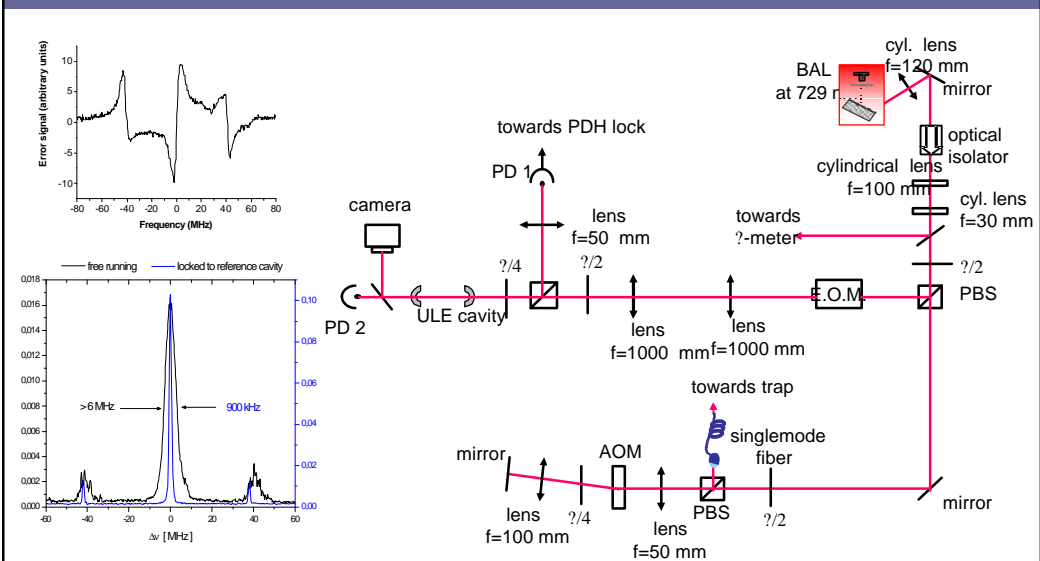 Error signal (arbitrary units)
10
5
0
-5
-10
-80 -60 -40 -20 0 20 40 60 80
Frequency (MHz)
free running locked to reference cavity
0,018
0,016
0,014
0,012
0,010
0,008
0,006
0,004
0,002
0,000
0,10
0,08
0,06
0,04
0,02
0,00
>6 MHz
900 kHz
-60 -40 -20 0 20 40 60
Δν [MHz]
cyl. lens
f=120 mm
BAL
at 729
mirror
optical
isolator
cylindrical lens
f=100 mm
cyl. lens
f=30 mm
towards
?-meter
?/2
PBS
towards PDH lock
PD 1
camera
lens
f=50 mm
?/4
?/2
E.O.M.
PD 2
ULE cavity
lens
f=1000 mm
lens
f=1000 mm
towards trap
singlemode
fiber
AOM
mirror
lens
f=100 mm
?/4
lens
f=50 mm
PBS
?/2
mirror